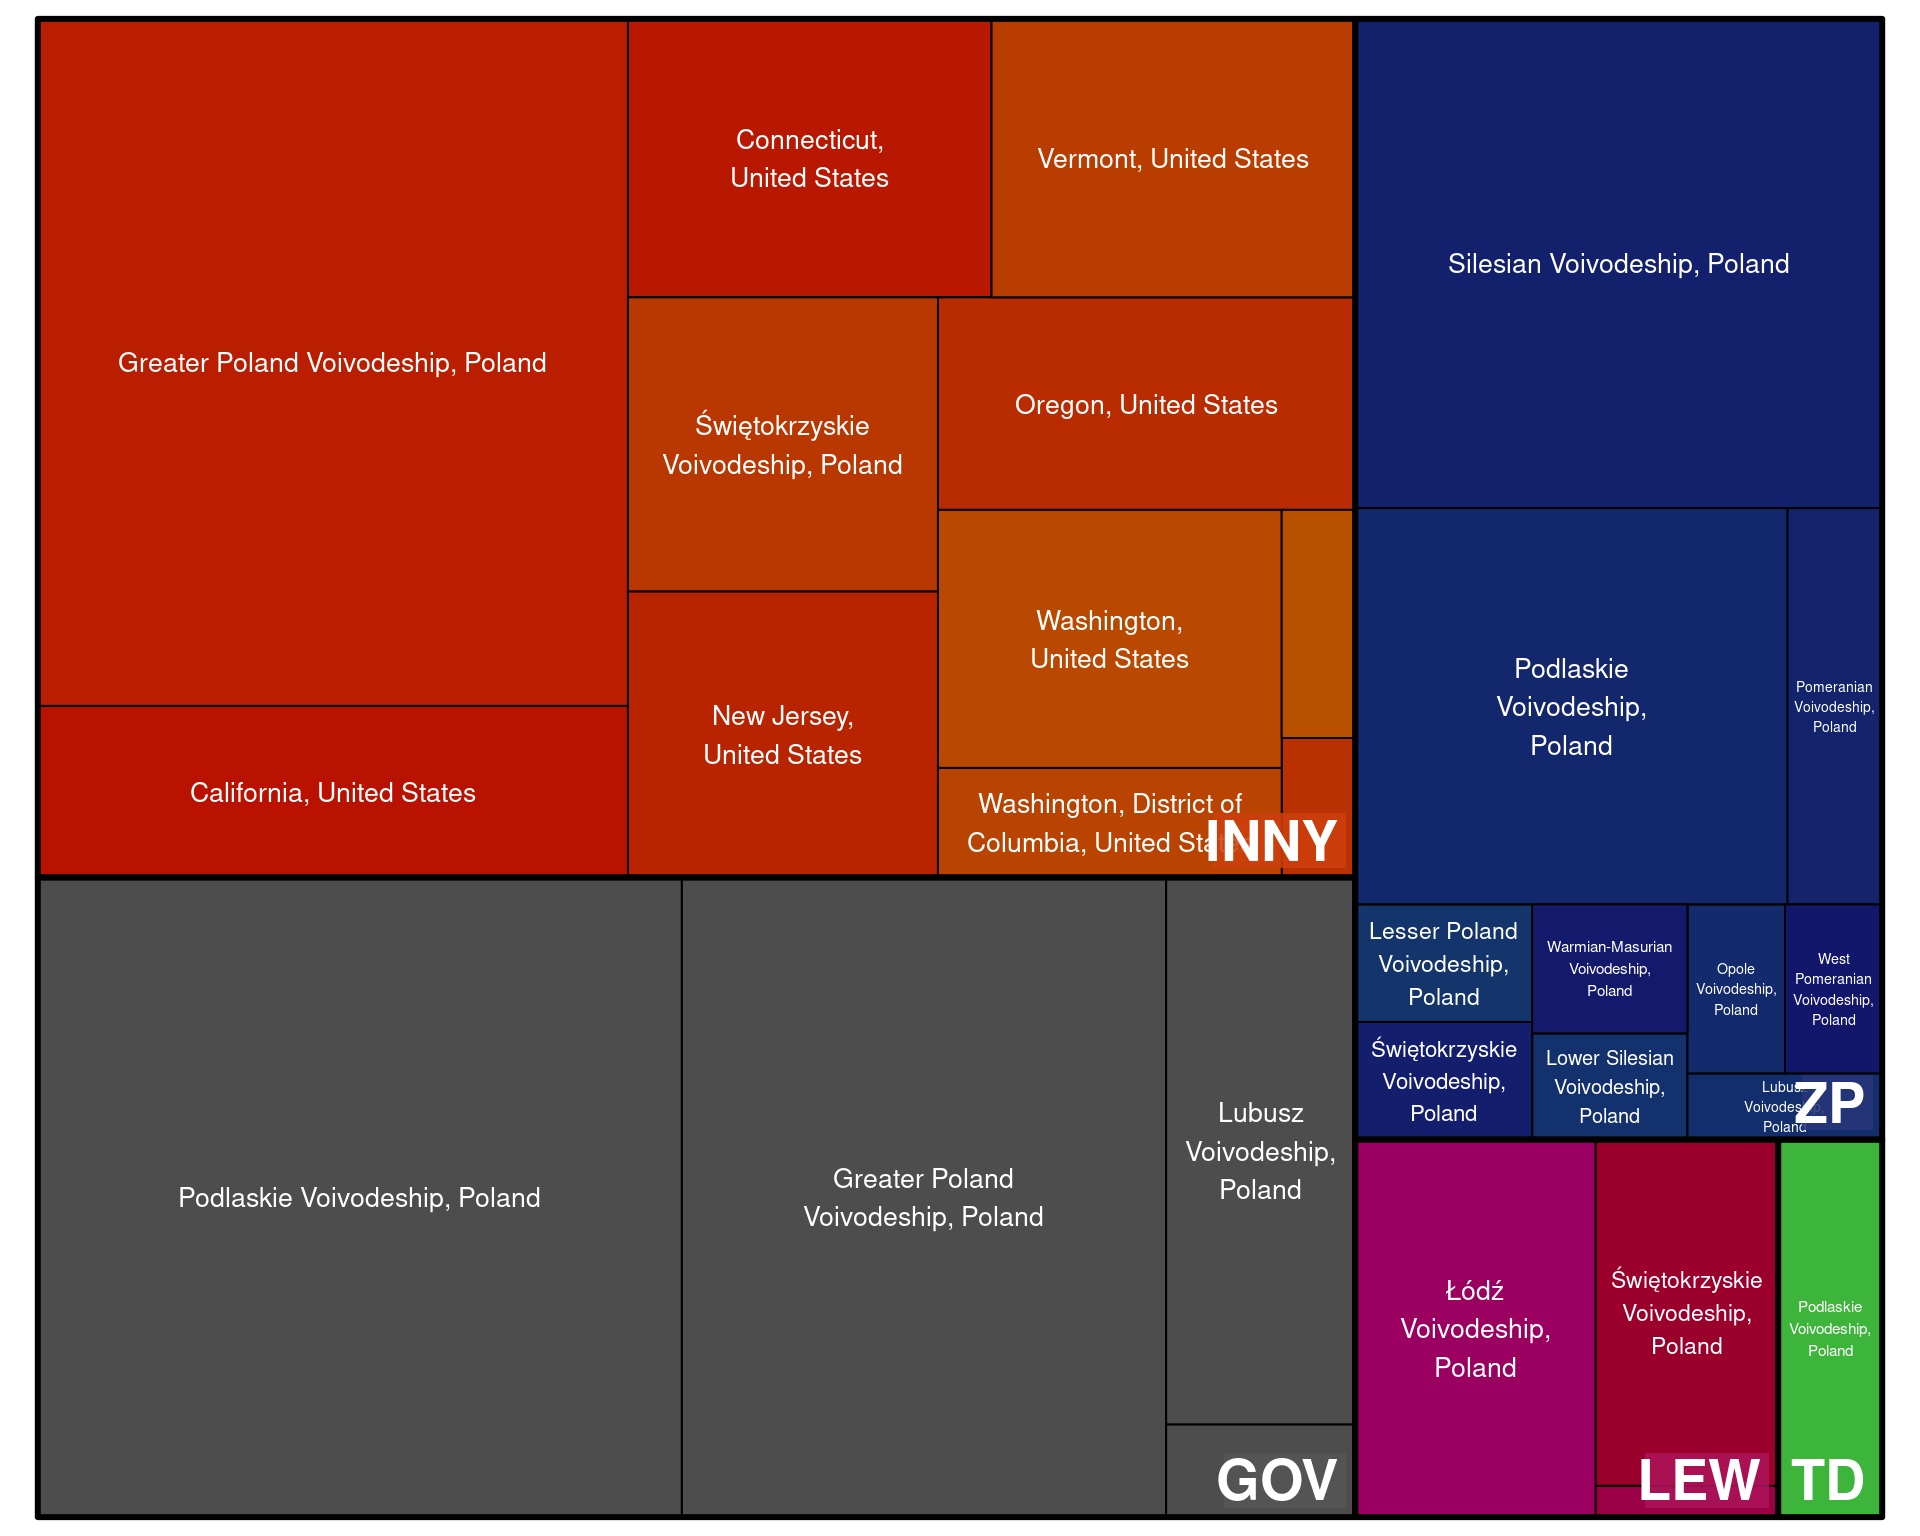 Greater Poland Voivodeship, Poland
California, United States
Connecticut,
United States
Vermont, United States
Świętokrzyskie
Voivodeship, Poland
Oregon, United States
New Jersey,
United States
Washington,
United States
Washington, District of
Columbia, United
INNY
Podlaskie Voivodeship, Poland
Greater Poland
Voivodeship, Poland
Lubusz
Voivodeship,
Poland
GOV
Silesian Voivodeship, Poland
Podlaskie
Voivodeship,
Poland
Pomeranian
Voivodeship,
Poland
Lesser Poland
Voivodeship,
Poland
Świętokrzyskie
Voivodeship,
Poland
Warmian-Masurian
Voivodeship,
Poland
Lower Silesian
Voivodeship,
Poland
Opole
Voivodeship,
Poland
West
Pomeranian
Voivodeship,
Poland
Poland
ZP
Łódź
Voivodeship,
Poland
Świętokrzyskie
Voivodeship,
Poland
LEW
Podlaskie
Voivodeship,
Poland
TD